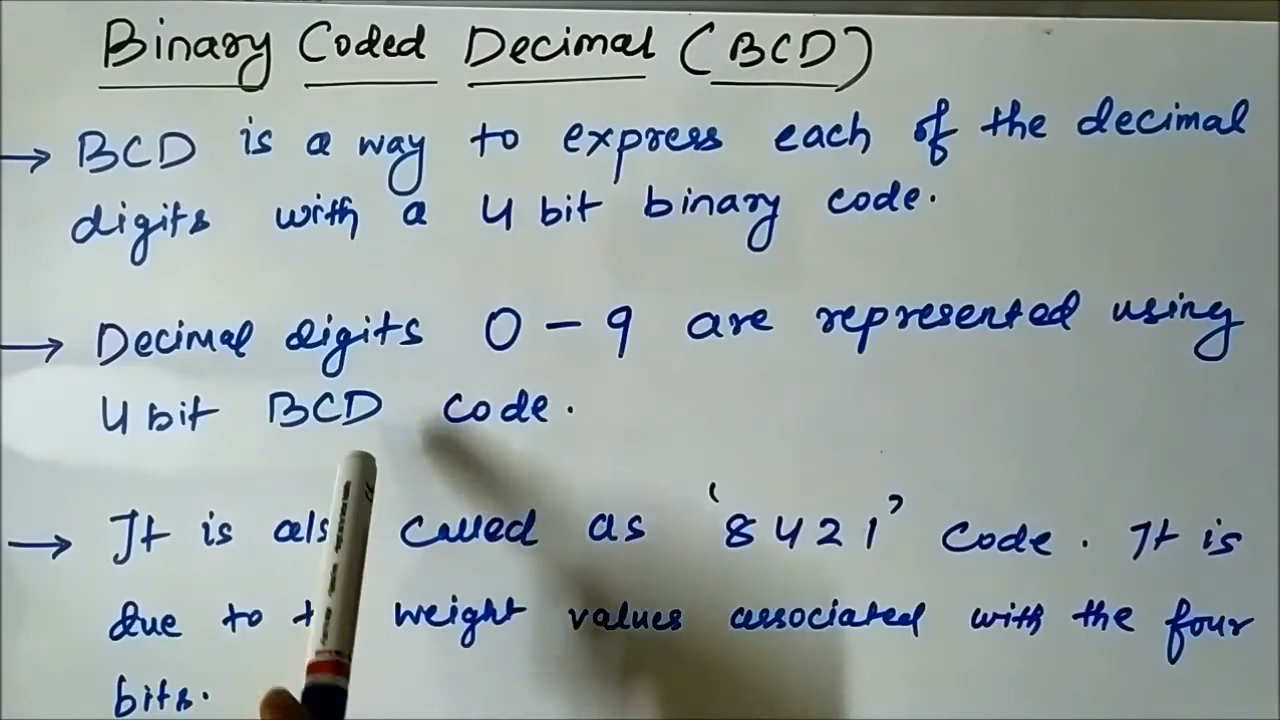 Binary Coded Decimal (BCD)
→ BCD is a way to express each of the decimal
digits with a 4 bit binary code.
→ Decimal digits 0 - 9 are represented using
4 bit BCD code.
→ It is als called as '8421' code. It is
due to t weight values associated with the four
bits.